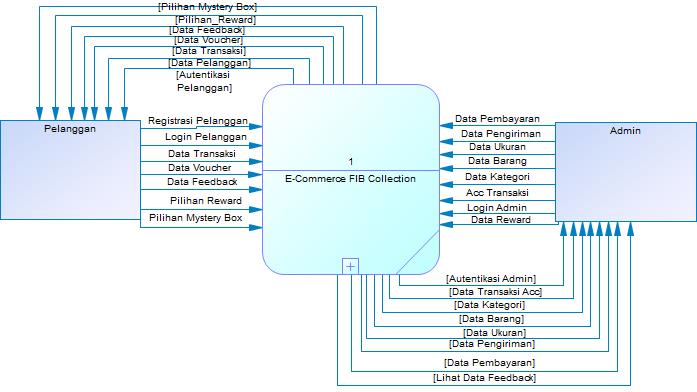 [Pilihan Mystery Box]
[Pilihan_Reward]
[Data Feedback]
[Data Voucher]
[Data Transaksi]
[Data Pelanggan]
[Autentikasi
Pelanggan]
Pelanggan
Registrasi Pelanggan
Login Pelanggan
Data Transaksi
Data Voucher
Data Feedback
Pilihan Reward
Pilihan Mystery Box
1
E-Commerce FIB Collection
Data Pembayaran
Data Pengiriman
Data Ukuran
Data Barang
Data Kategori
Acc Transaksi
Login Admin
Data Reward
Admin
[Autentikasi Admin]
[Data Transaksi Acc]
[Data Kategori]
[Data Barang]
[Data Ukuran]
[Data Pengiriman]
[Data Pembayaran]
[Lihat Data Feedback]